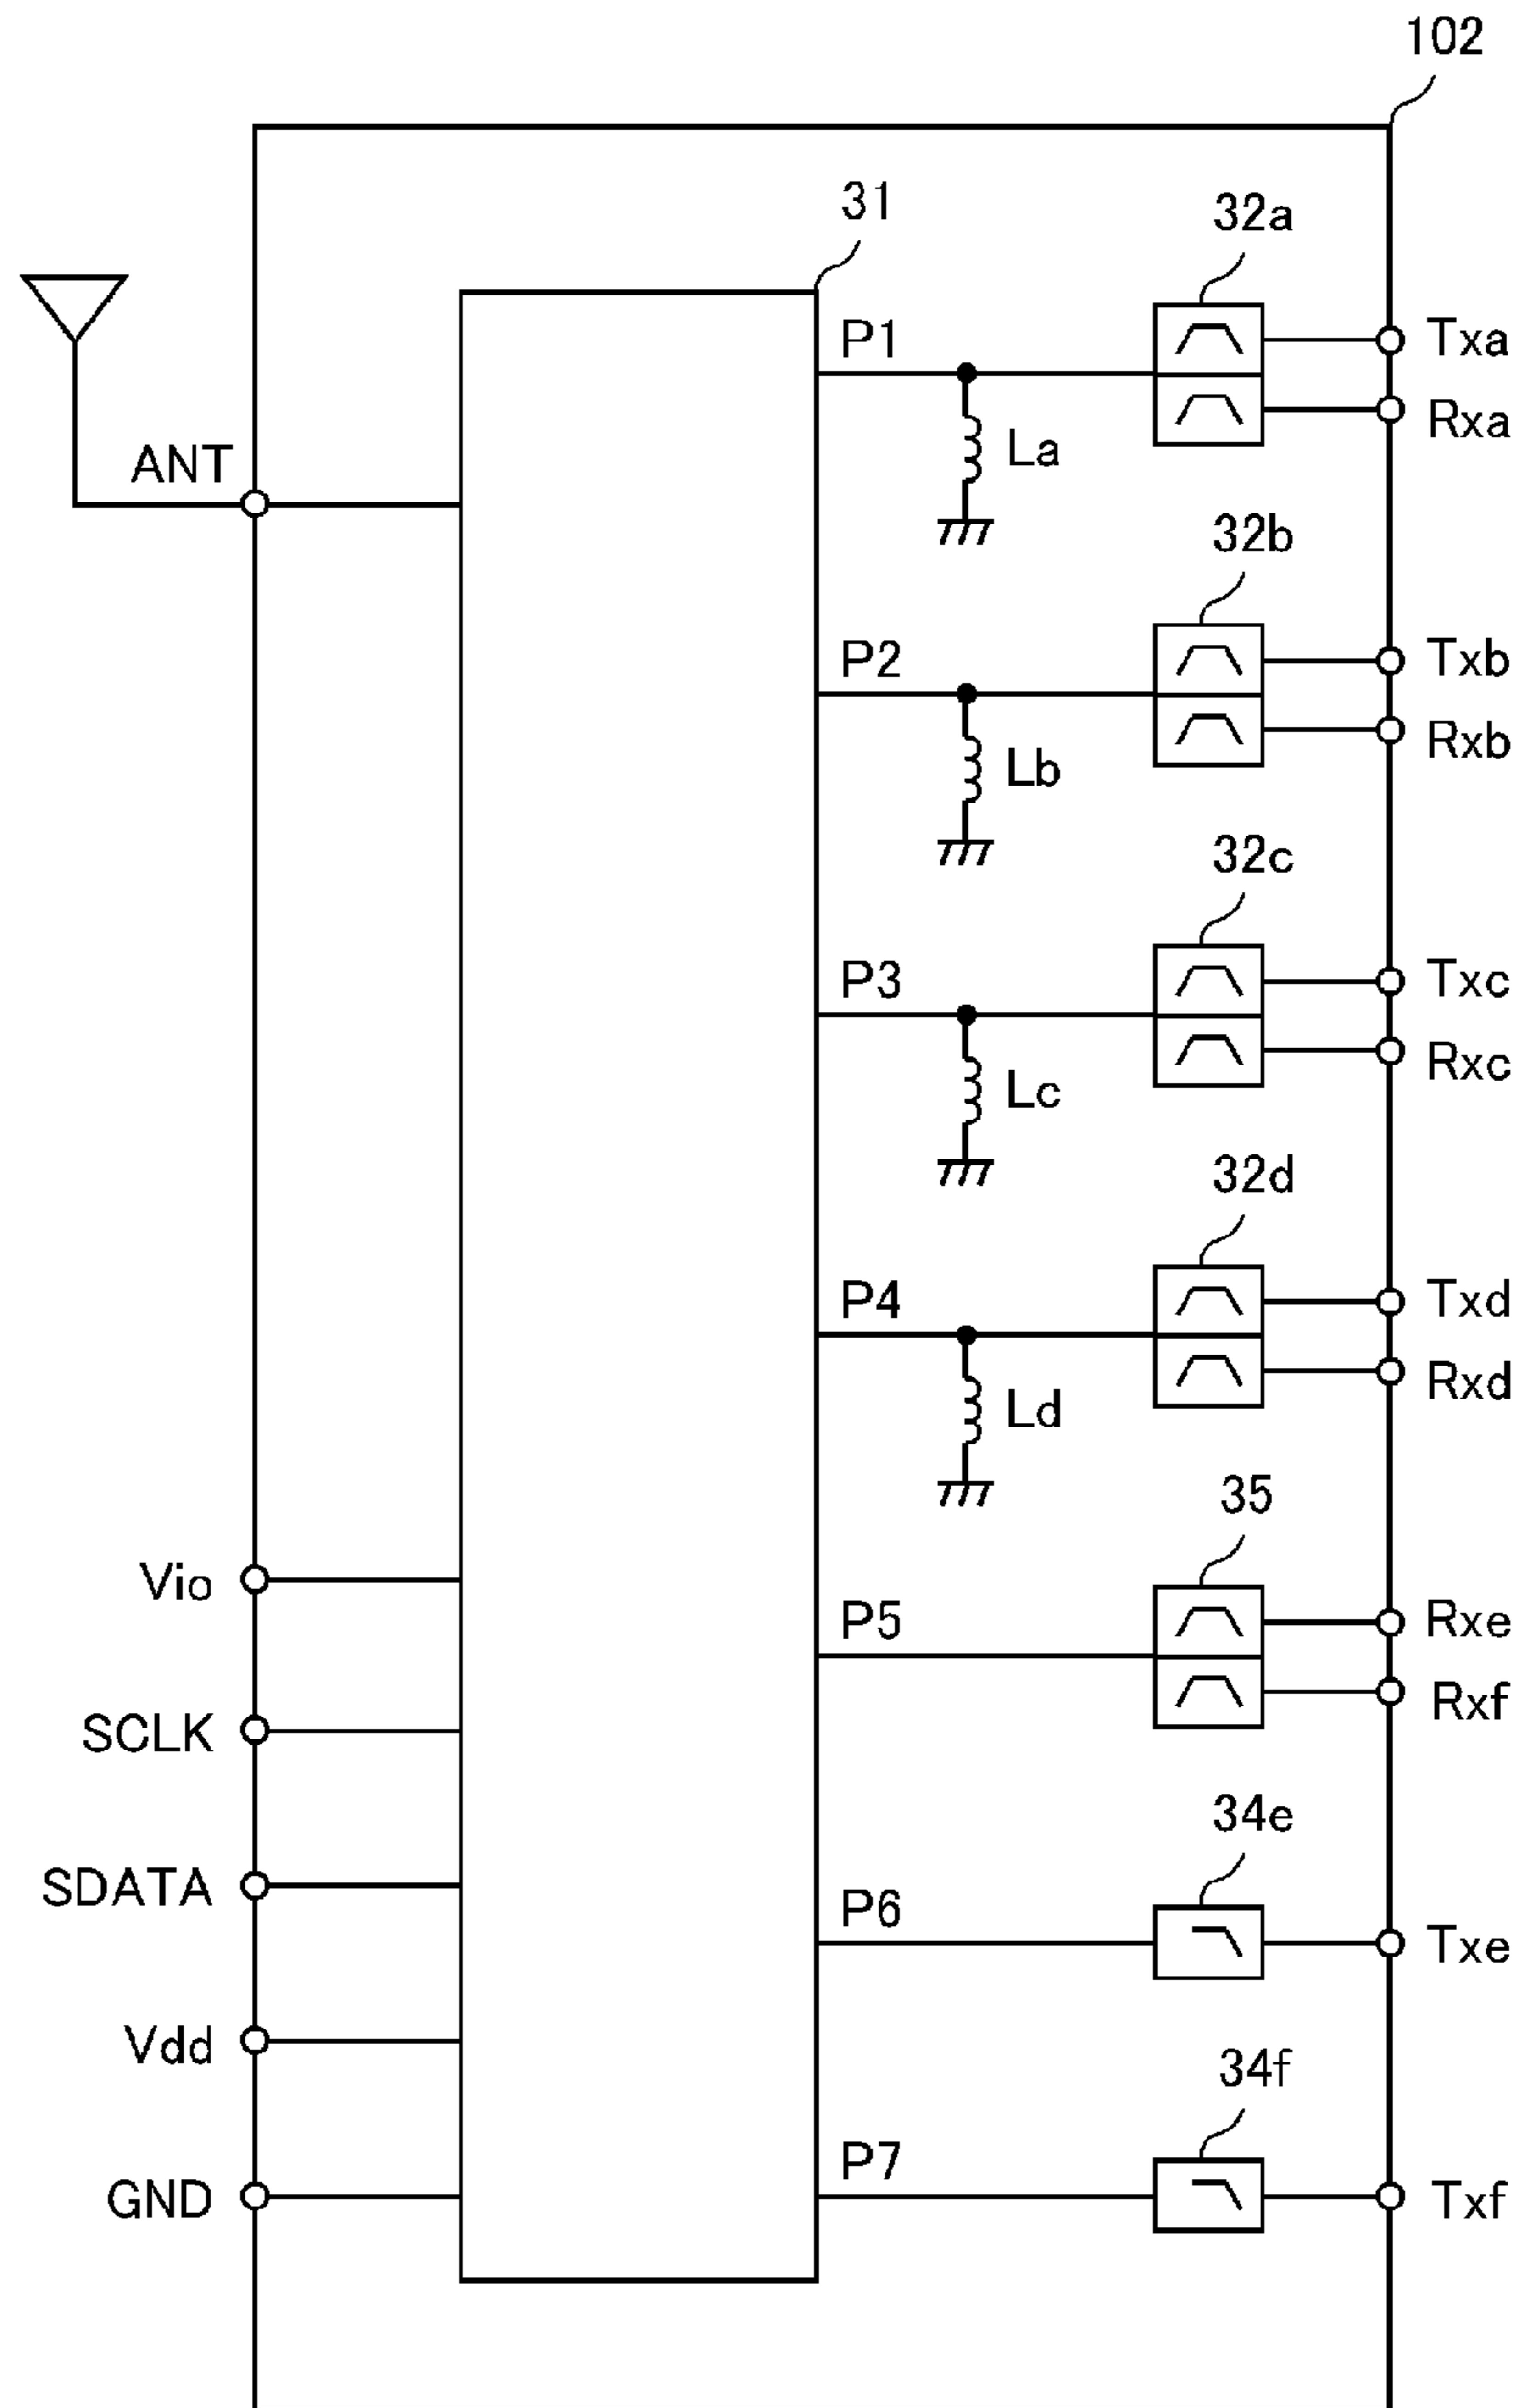 102
31
32a
P1
Txa
Rxa
La
ANT
32b
P2
Txb
Rxb
Lb
32c
P3
Txc
Rxc
Lc
32d
P4
Txd
Rxd
Ld
35
Vio
P5
Rxe
Rxf
SCLK
34e
SDATA
P6
Txe
Vdd
34f
P7
GND
Txf